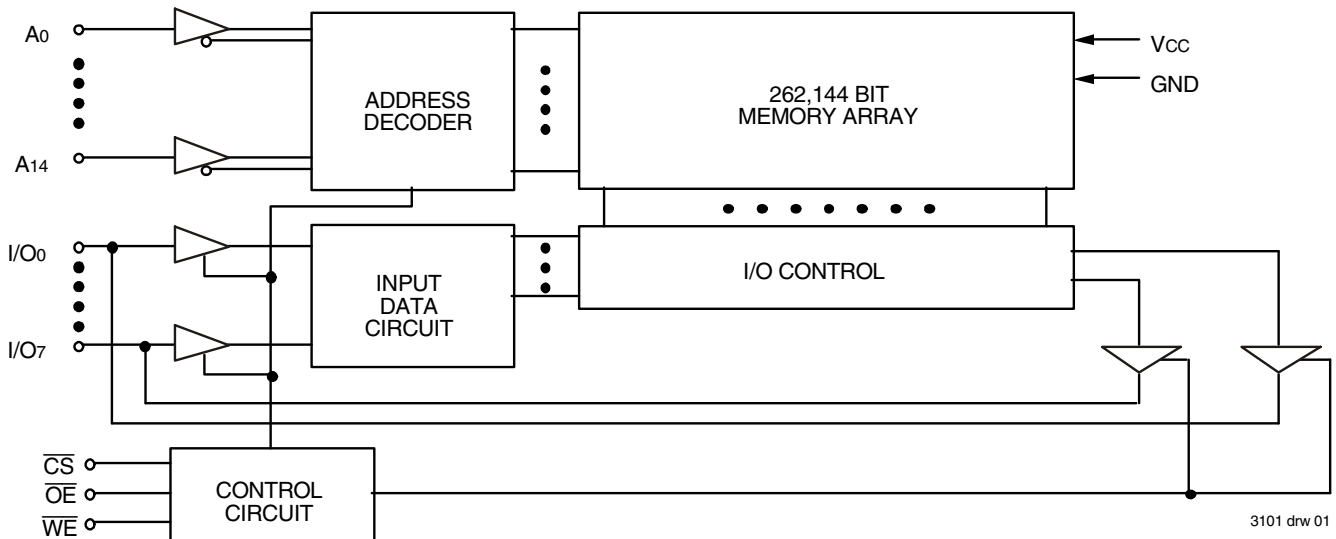 A0
VCC
GND
ADDRESS
DECODER
262,144 BIT
MEMORY ARRAY
A14
I/O0
INPUT
DATA
CIRCUIT
I/O CONTROL
I/O7
CS
OE
WE
CONTROL
CIRCUIT
3101 drw 01